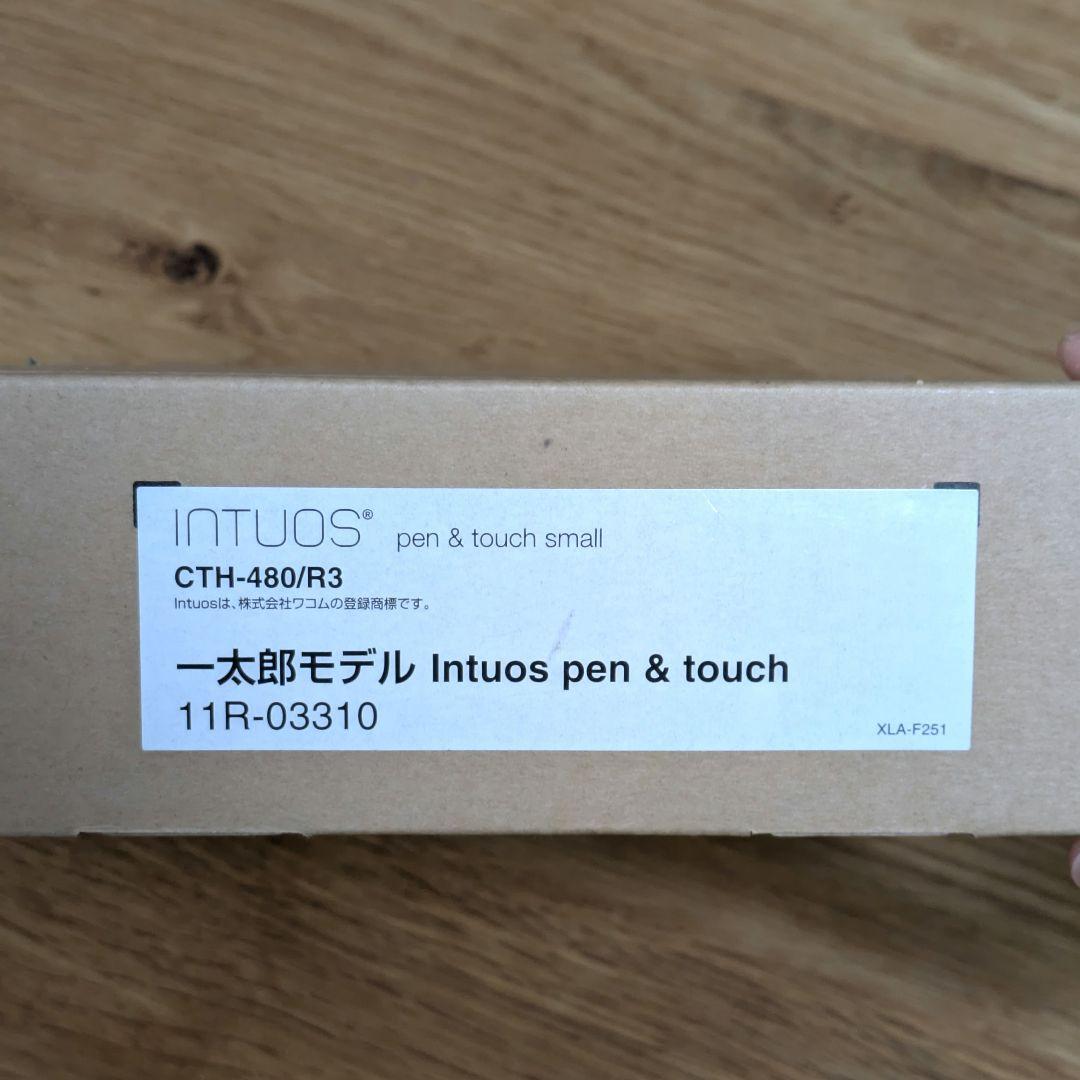 INTUOS® pen & touch small
CTH-480/R3
Intuosは、株式会社ワコムの登録商標です。
一太郎モデル Intuos pen & touch
11R-03310
XLA-F251